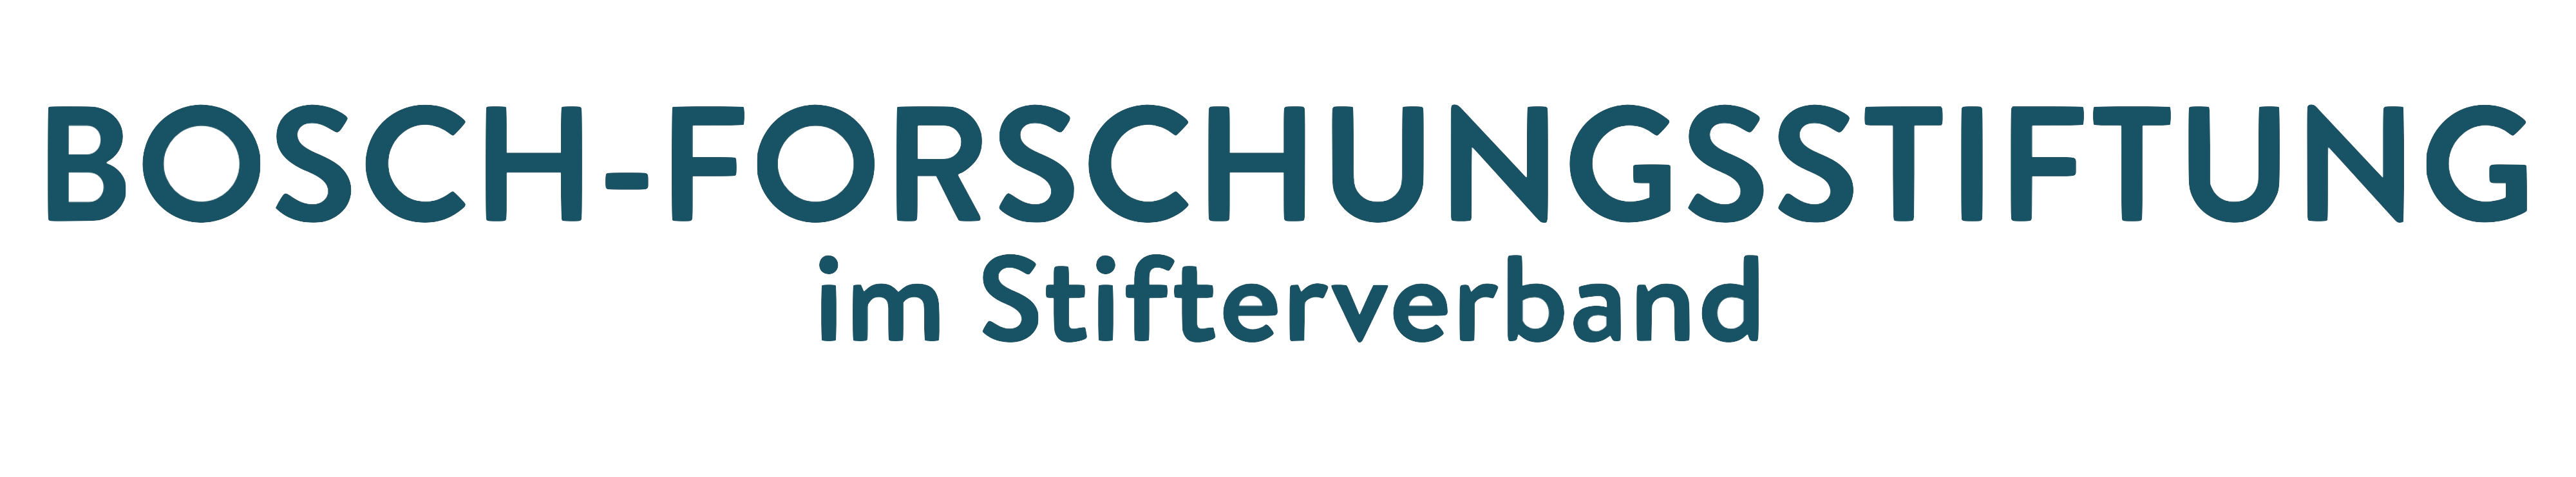 BOSCH-FORSCHUNGSSTIFTUNG
im Stifterverband